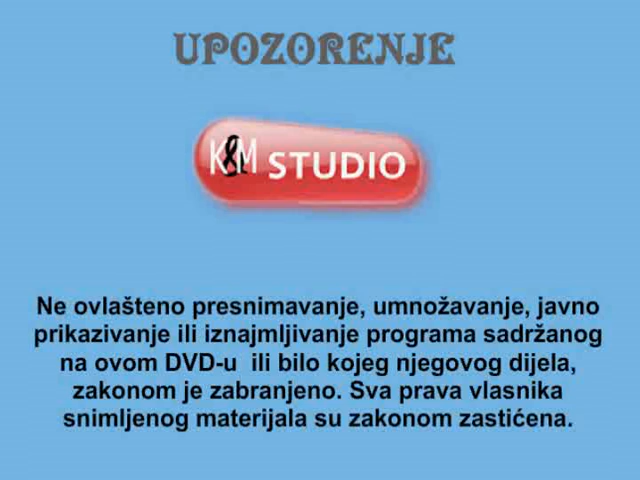 UPOZORENJE
K&M STUDIO
Ne ovlašteno presnimavanje, umnožavanje, javno
prikazivanje ili iznajmljivanje programa sadržanog
na ovom DVD-u ili bilo kojeg njegovog dijela,
zakonom je zabranjeno. Sva prava vlasnika
snimljenog materijala su zakonom zastićena.